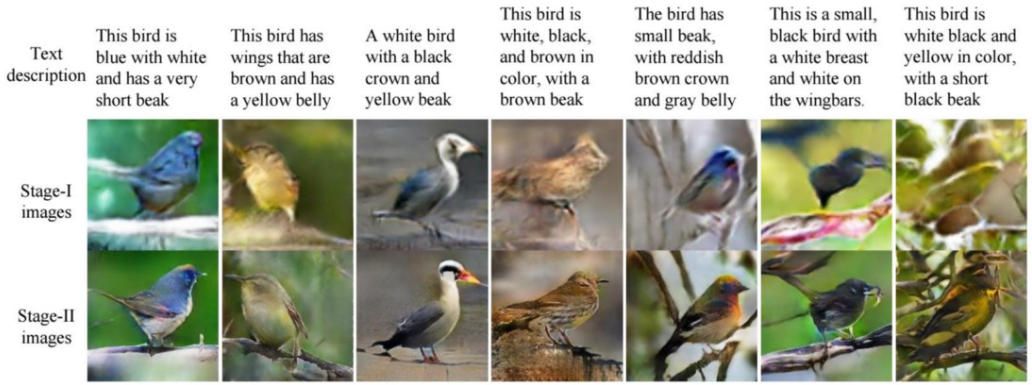 Text
description
This bird is
blue with white
and has a very
short beak
This bird has
wings that are
brown and has
a yellow belly
A white bird
with a black
crown and
yellow beak
This bird is
white, black,
and brown in
color, with a
brown beak
The bird has
small beak,
with reddish
brown crown
and gray belly
This is a small,
black bird with
a white breast
and white on
the wingbars.
This bird is
white black and
yellow in color,
with a short
black beak
Stage-I
images
Stage-II
images